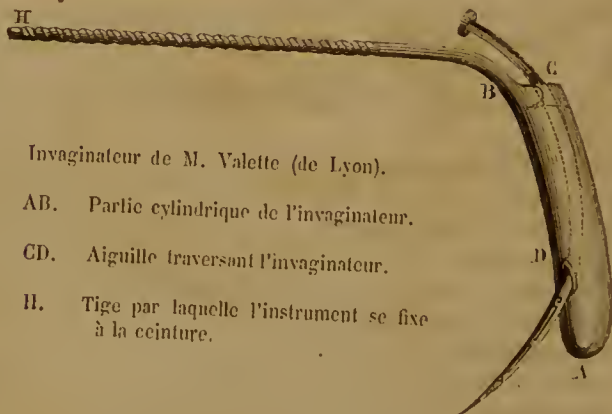 H
C
B
Invaginateur de M. Valette (de Lyon).
AB. Partie cylindrique de l'invaginateur.
CD. Aiguille traversant l'invaginateur.
D
H. Tige par laquelle l'instrument se fixe
à la ceinture.
A